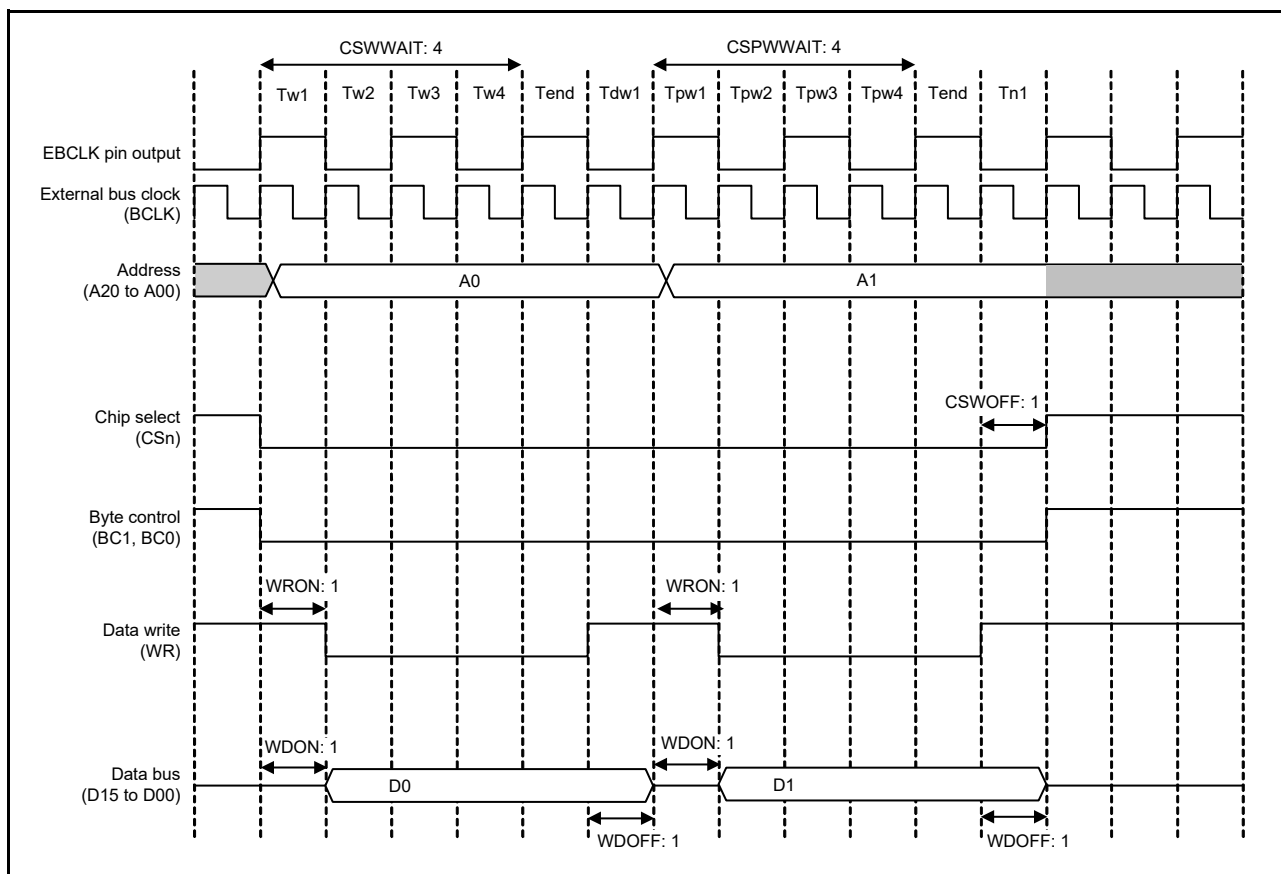 CSWWAIT: 4
CSPWWAIT: 4
Tw1 Tw2 Tw3 Tw4 Tend Tdw1 Tpw1 Tpw2 Tpw3 Tpw4 Tend Tn1
EBCLK pin output
External bus clock
(BCLK)
Address
(A20 to A00)
A0
A1
Chip select
(CSn)
CSWOFF: 1
Byte control
(BC1, BC0)
WRON: 1
WRON: 1
Data write
(WR)
WDON: 1
WDON: 1
Data bus
(D15 to D00)
D0
D1
WDOFF: 1
WDOFF: 1